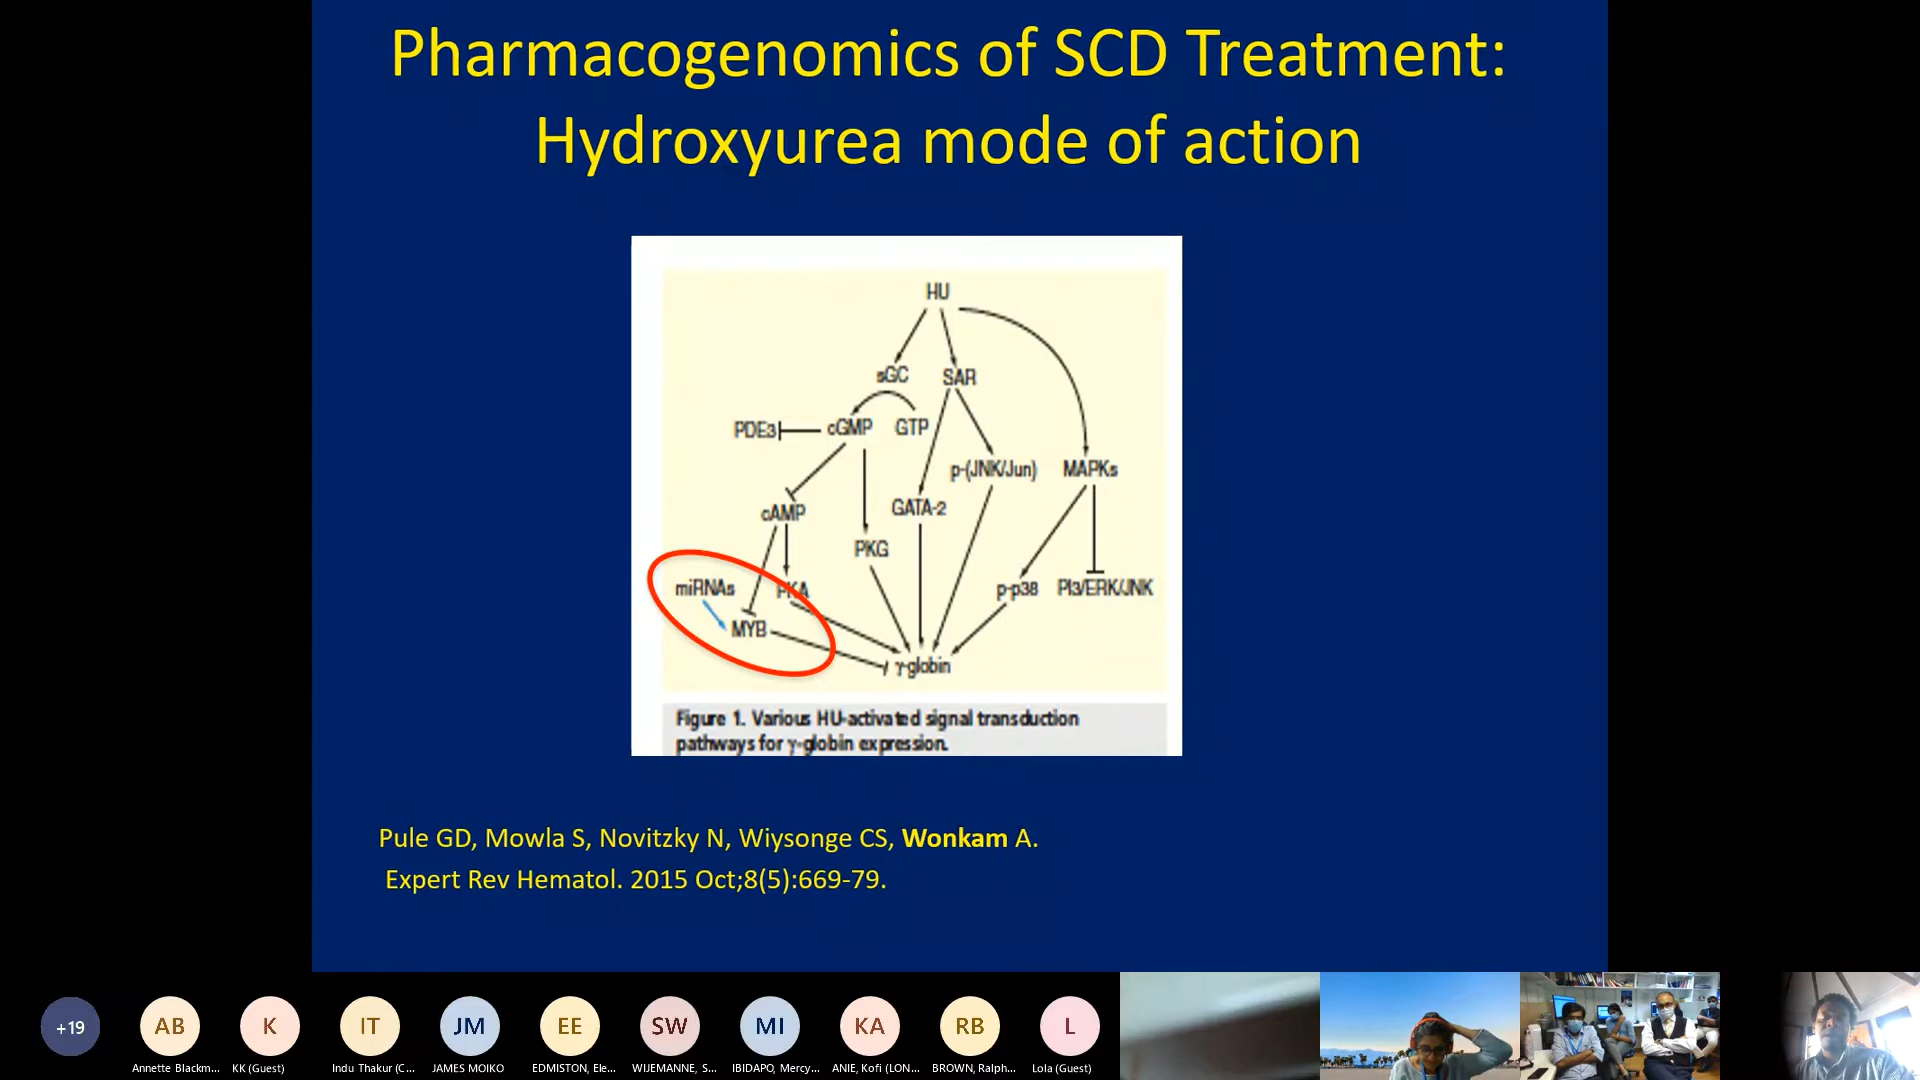 Pharmacogenomics of SCD Treatment:
Hydroxyurea mode of action
HU
sGC
SAR
PDE3
cGMP
GTP
p-(JNK/Jun)
MAPKs
cAMP
GATA-2
PKG
miRNAs
PKA
p-p38
PI3/ERK/JNK
MYB
γ-globin
Figure 1. Various HU-activated signal transduction
pathways for γ-globin expression.
Pule GD, Mowla S, Novitzky N, Wiysonge CS, Wonkam A.
Expert Rev Hematol. 2015 Oct;8(5):669-79.
+19
AB
K
IT
JM
EE
SW
MI
KA
RB
L
Annette Blackm...
KK (Guest)
Indu Thakur (C...
JAMES MOIKO
EDMISTON, Ele...
WIJEMANNE, S...
IBIDAPO, Mercy...
ANIE, Kofi (LON...
BROWN, Ralph...
Lola (Guest)